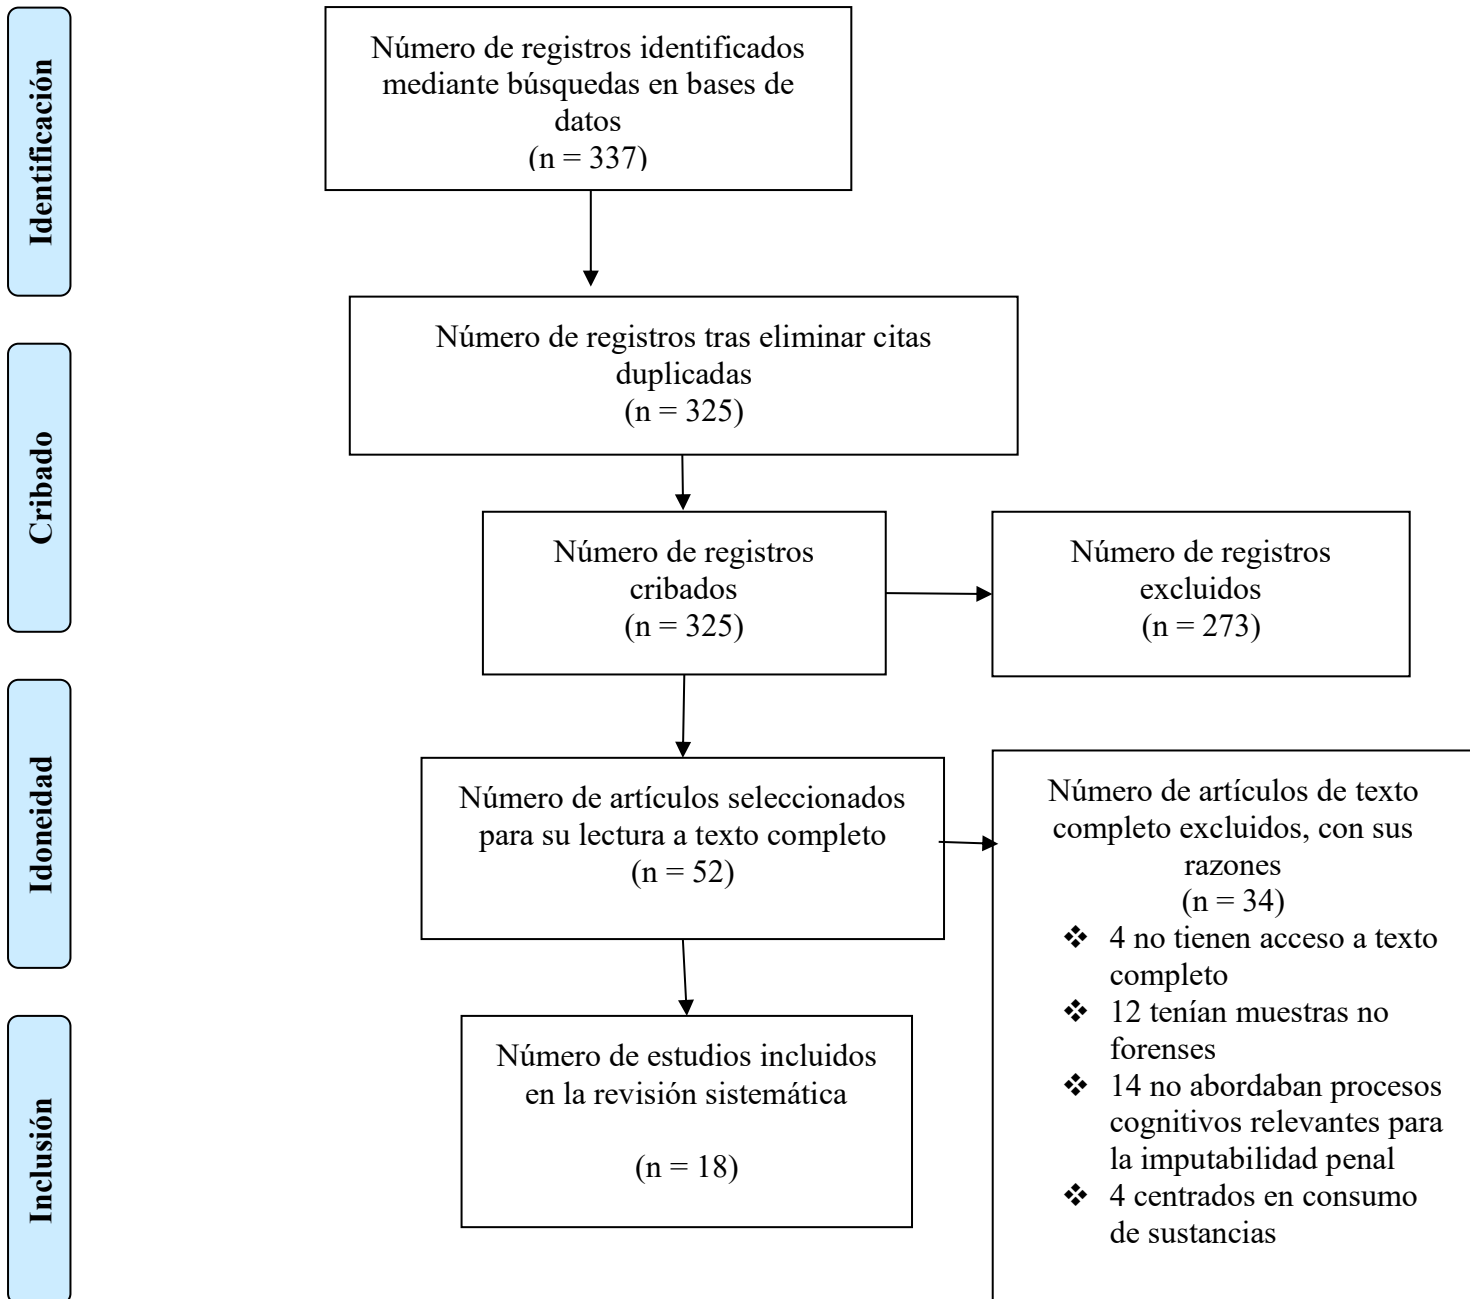 Identificación
Número de registros identificados
mediante búsquedas en bases de
datos
(n = 337)
Número de registros tras eliminar citas
duplicadas
(n = 325)
Cribado
Número de registros
cribados
(n = 325)
Número de registros
excluidos
(n = 273)
Idoneidad
Número de artículos seleccionados
para su lectura a texto completo
(n = 52)
Número de artículos de texto
completo excluidos, con sus
razones
(n = 34)
❖ 4 no tienen acceso a texto
completo
❖ 12 tenían muestras no
forenses
❖ 14 no abordaban procesos
cognitivos relevantes para
la imputabilidad penal
❖ 4 centrados en consumo
de sustancias
Inclusión
Número de estudios incluidos
en la revisión sistemática
(n = 18)